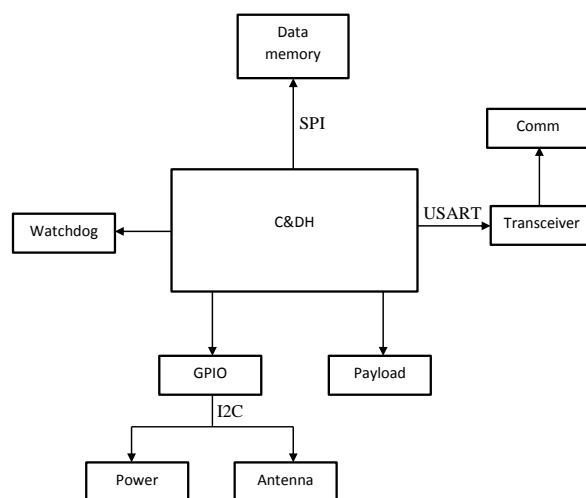 Data
memory
SPI
Comm
C&DH
USART
Watchdog
Transceiver
GPIO
Payload
I2C
Power
Antenna